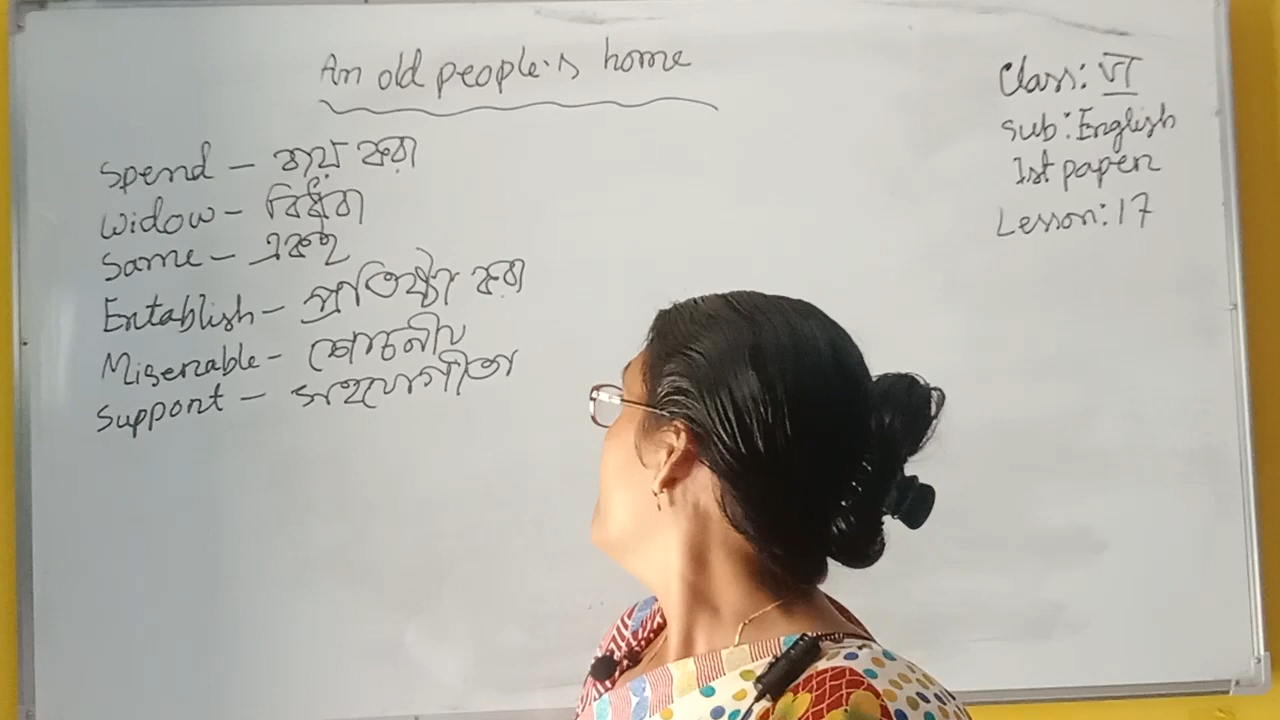 An old people's home
Class: VI
Sub: English
1st paper
Lesson: 17
Spend - ব্যয় করা
Widow - বিধবা
Same - একই
Establish - প্রতিষ্ঠা করা
Miserable - শোচনীয়
Support - সহযোগীতা